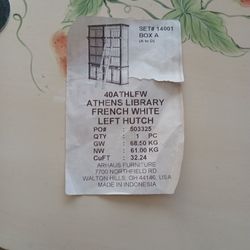 SET# 14001
BOX A
(A to D)
40ATHLFW
ATHENS LIBRARY
FRENCH WHITE
LEFT HUTCH
PO# : 503325
QTY : 1 PC
GW : 68.50 KG
NW : 61.00 KG
CuFT : 32.24
ARHAUS FURNITURE
7700 NORTHFIELD RD
WALTON HILLS, OH 44146, USA
MADE IN INDONESIA